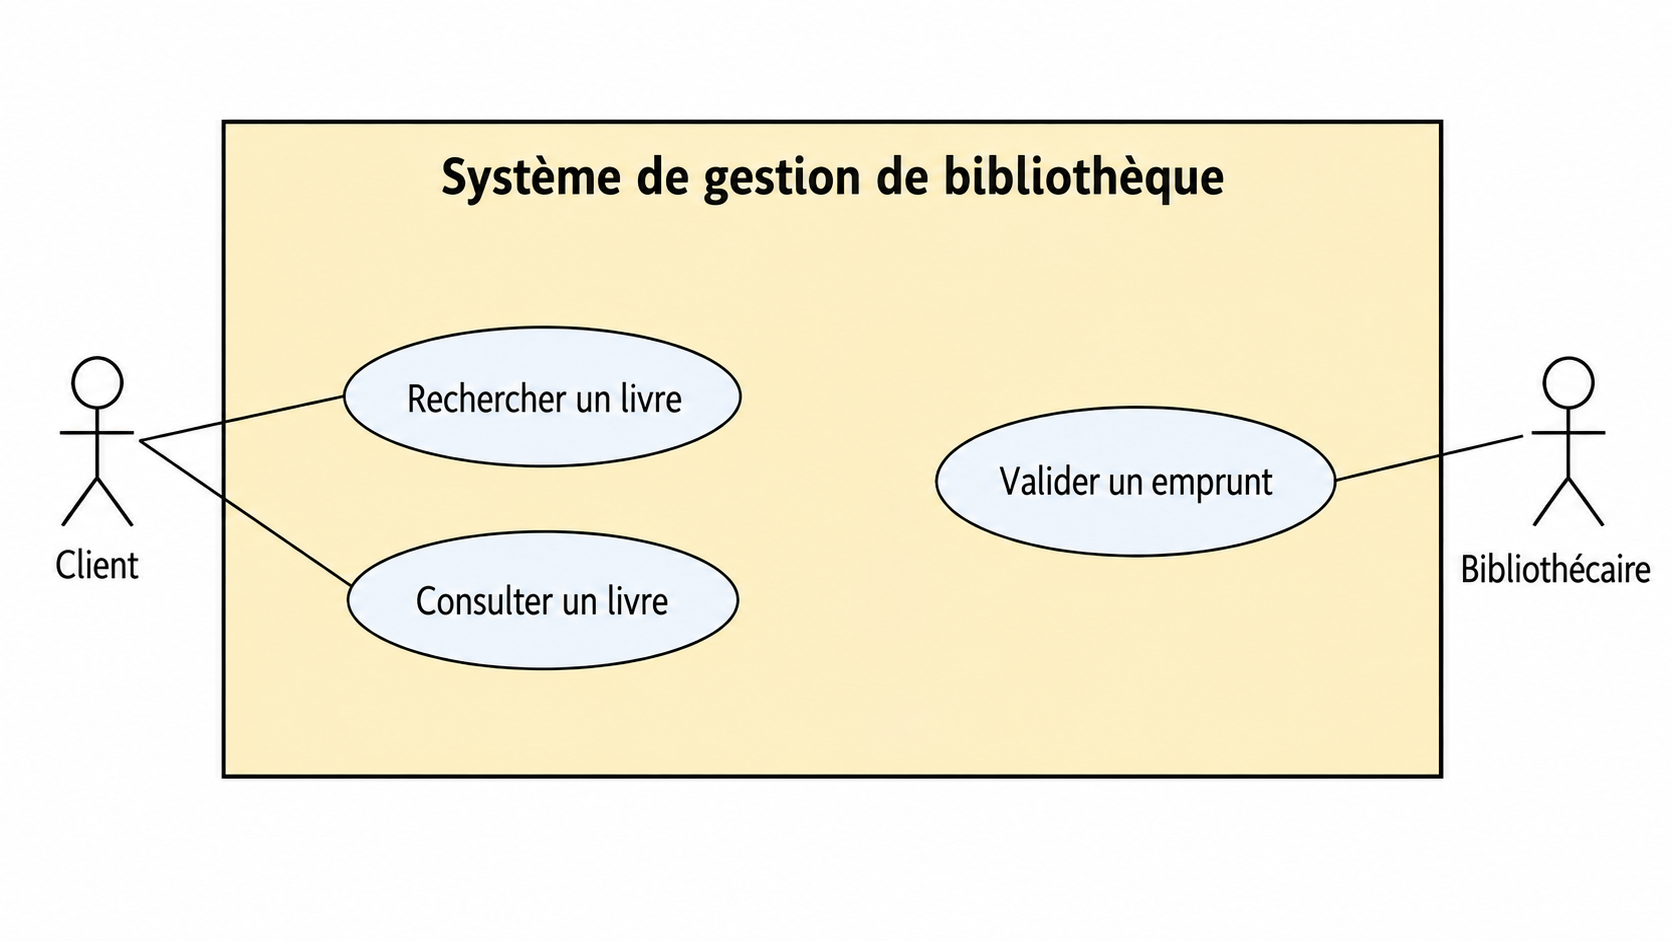 Système de gestion de bibliothèque
Rechercher un livre
Valider un emprunt
Client
Bibliothécaire
Consulter un livre